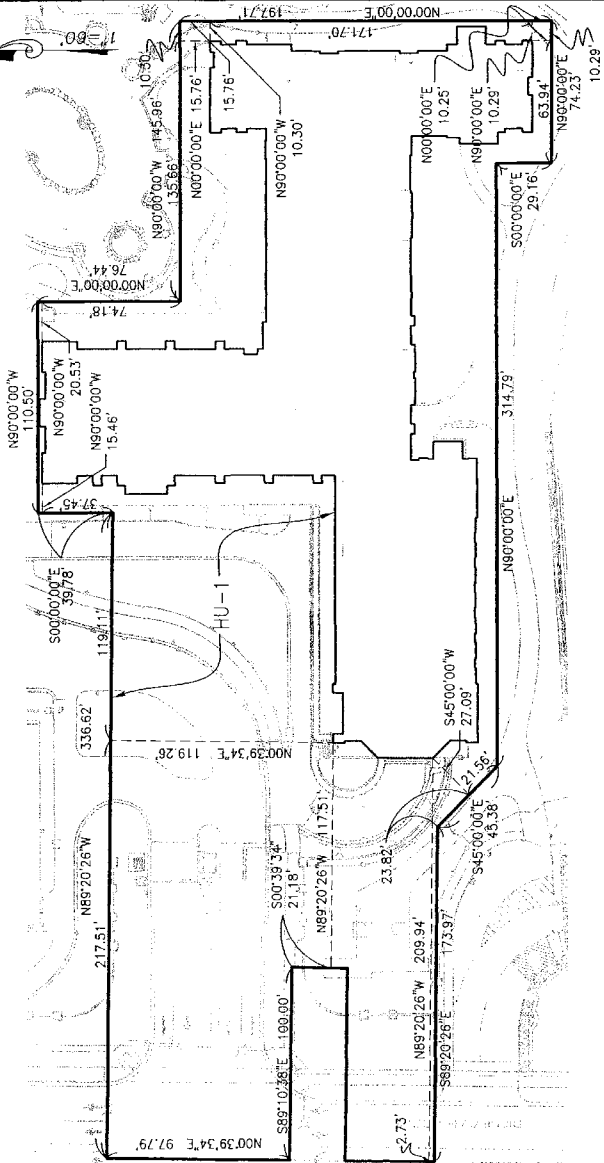 1"=60'
N00°00'00"E
197.71'
171.70'
10.30'
N90°00'00"W 145.96'
135.66'
N00°00'00"E 15.76'
15.76'
N90°00'00"W
10.30'
N00°00'00"E
10.25'
N90°00'00"E
10.29'
63.94'
N90°00'00"E
74.23'
10.29'
S00°00'00"E
29.16'
N00°00'00"E
76.44'
74.18'
N90°00'00"W
110.50'
N90°00'00"W
20.53'
N90°00'00"W
15.46'
37.45'
S00°00'00"E
39.78'
119.11'
HU-1
314.79'
N90°00'00"E
336.62'
N00°39'34"E 119.26'
S45°00'00"W
27.09'
21.56'
S45°00'00"E
45.38'
23.82'
N89°20'26"W
217.51'
N89°20'26"W 117.51'
S00°39'34"
21.18'
N89°20'26"W 209.94'
S89°20'26"E 173.97'
S89°10'38"E 100.00'
N00°39'34"E 97.79'
2.73'